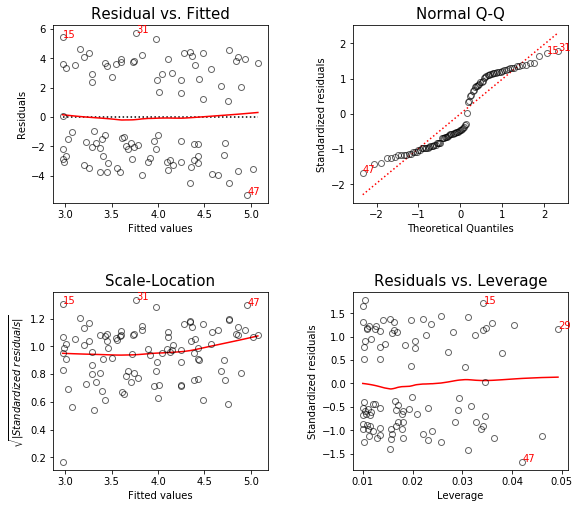 Residual vs. Fitted
15
31
47
6
4
2
0
−2
−4
Residuals
3.0 3.5 4.0 4.5 5.0
Fitted values
Normal Q-Q
15
31
47
2
1
0
−1
−2
Standardized residuals
−2 −1 0 1 2
Theoretical Quantiles
Scale-Location
15
31
47
1.2
1.0
0.8
0.6
0.4
0.2
√|Standardized residuals|
3.0 3.5 4.0 4.5 5.0
Fitted values
Residuals vs. Leverage
15
29
47
1.5
1.0
0.5
0.0
−0.5
−1.0
−1.5
Standardized residuals
0.01 0.02 0.03 0.04 0.05
Leverage